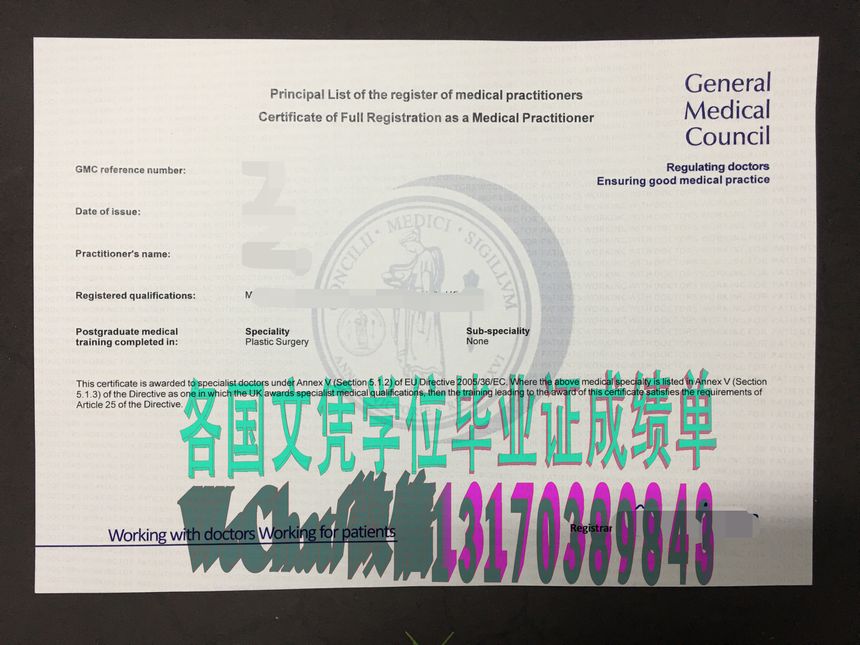 Principal List of the register of medical practitioners
Certificate of Full Registration as a Medical Practitioner
General
Medical
Council
Regulating doctors
Ensuring good medical practice
GMC reference number:
Date of issue:
Practitioner's name:
Registered qualifications: M
Postgraduate medical
training completed in:
Speciality
Plastic Surgery
Sub-speciality
None
CONCILII · MEDICI · SIGILLVM
This certificate is awarded to specialist doctors under Annex V (Section 5.1.2) of EU Directive 2005/36/EC. Where the above medical specialty is listed in Annex V (Section
5.1.3) of the Directive as one in which the UK awards specialist medical qualifications, then the training leading to the award of this certificate satisfies the requirements of
Article 25 of the Directive.
各国文凭学位毕业证成绩单
WeChat微信13170389843
Working with doctors Working for patients
Registrar